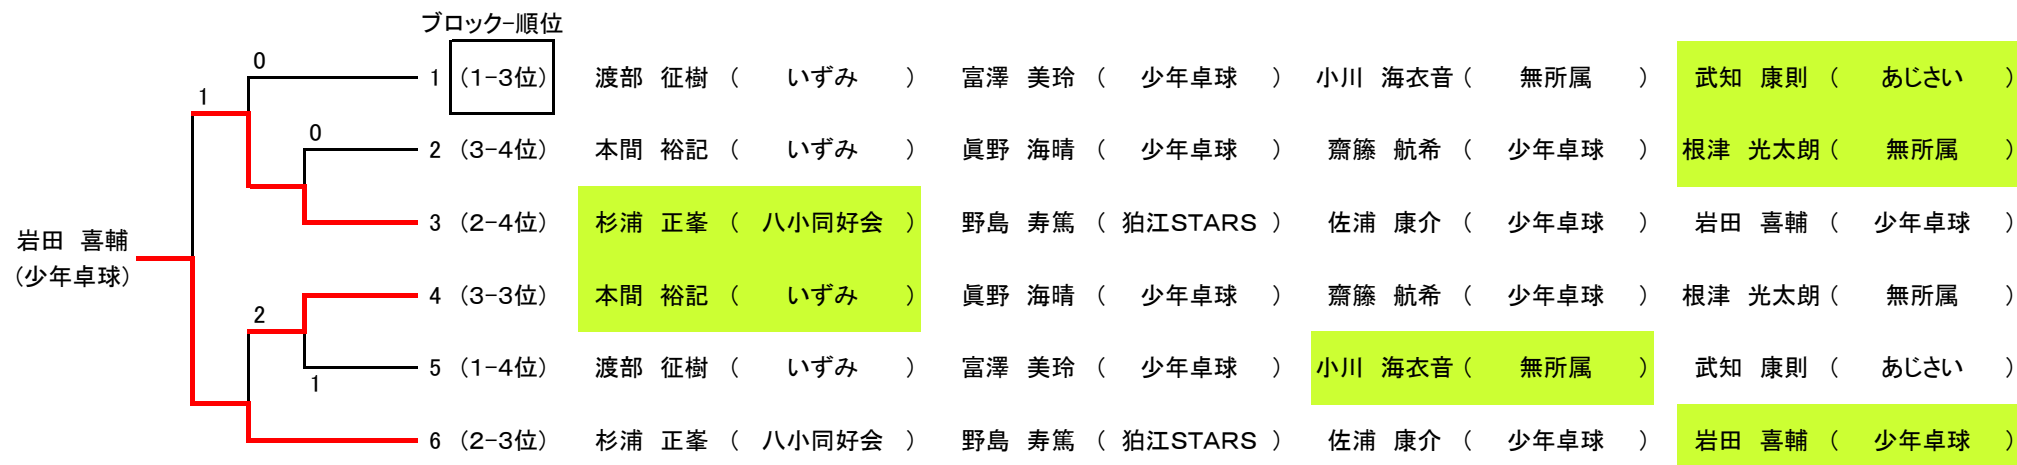 ブロック-順位
0
1 (1-3位) 渡部 征樹 ( いずみ ) 富澤 美玲 ( 少年卓球 ) 小川 海衣音 ( 無所属 ) 武知 康則 ( あじさい )
1
0
2 (3-4位) 本間 裕記 ( いずみ ) 眞野 海晴 ( 少年卓球 ) 齋藤 航希 ( 少年卓球 ) 根津 光太朗 ( 無所属 )
3 (2-4位) 杉浦 正峯 ( 八小同好会 ) 野島 寿篤 ( 狛江STARS ) 佐浦 康介 ( 少年卓球 ) 岩田 喜輔 ( 少年卓球 )
岩田 喜輔
(少年卓球)
4 (3-3位) 本間 裕記 ( いずみ ) 眞野 海晴 ( 少年卓球 ) 齋藤 航希 ( 少年卓球 ) 根津 光太朗 ( 無所属 )
2
5 (1-4位) 渡部 征樹 ( いずみ ) 富澤 美玲 ( 少年卓球 ) 小川 海衣音 ( 無所属 ) 武知 康則 ( あじさい )
1
6 (2-3位) 杉浦 正峯 ( 八小同好会 ) 野島 寿篤 ( 狛江STARS ) 佐浦 康介 ( 少年卓球 ) 岩田 喜輔 ( 少年卓球 )